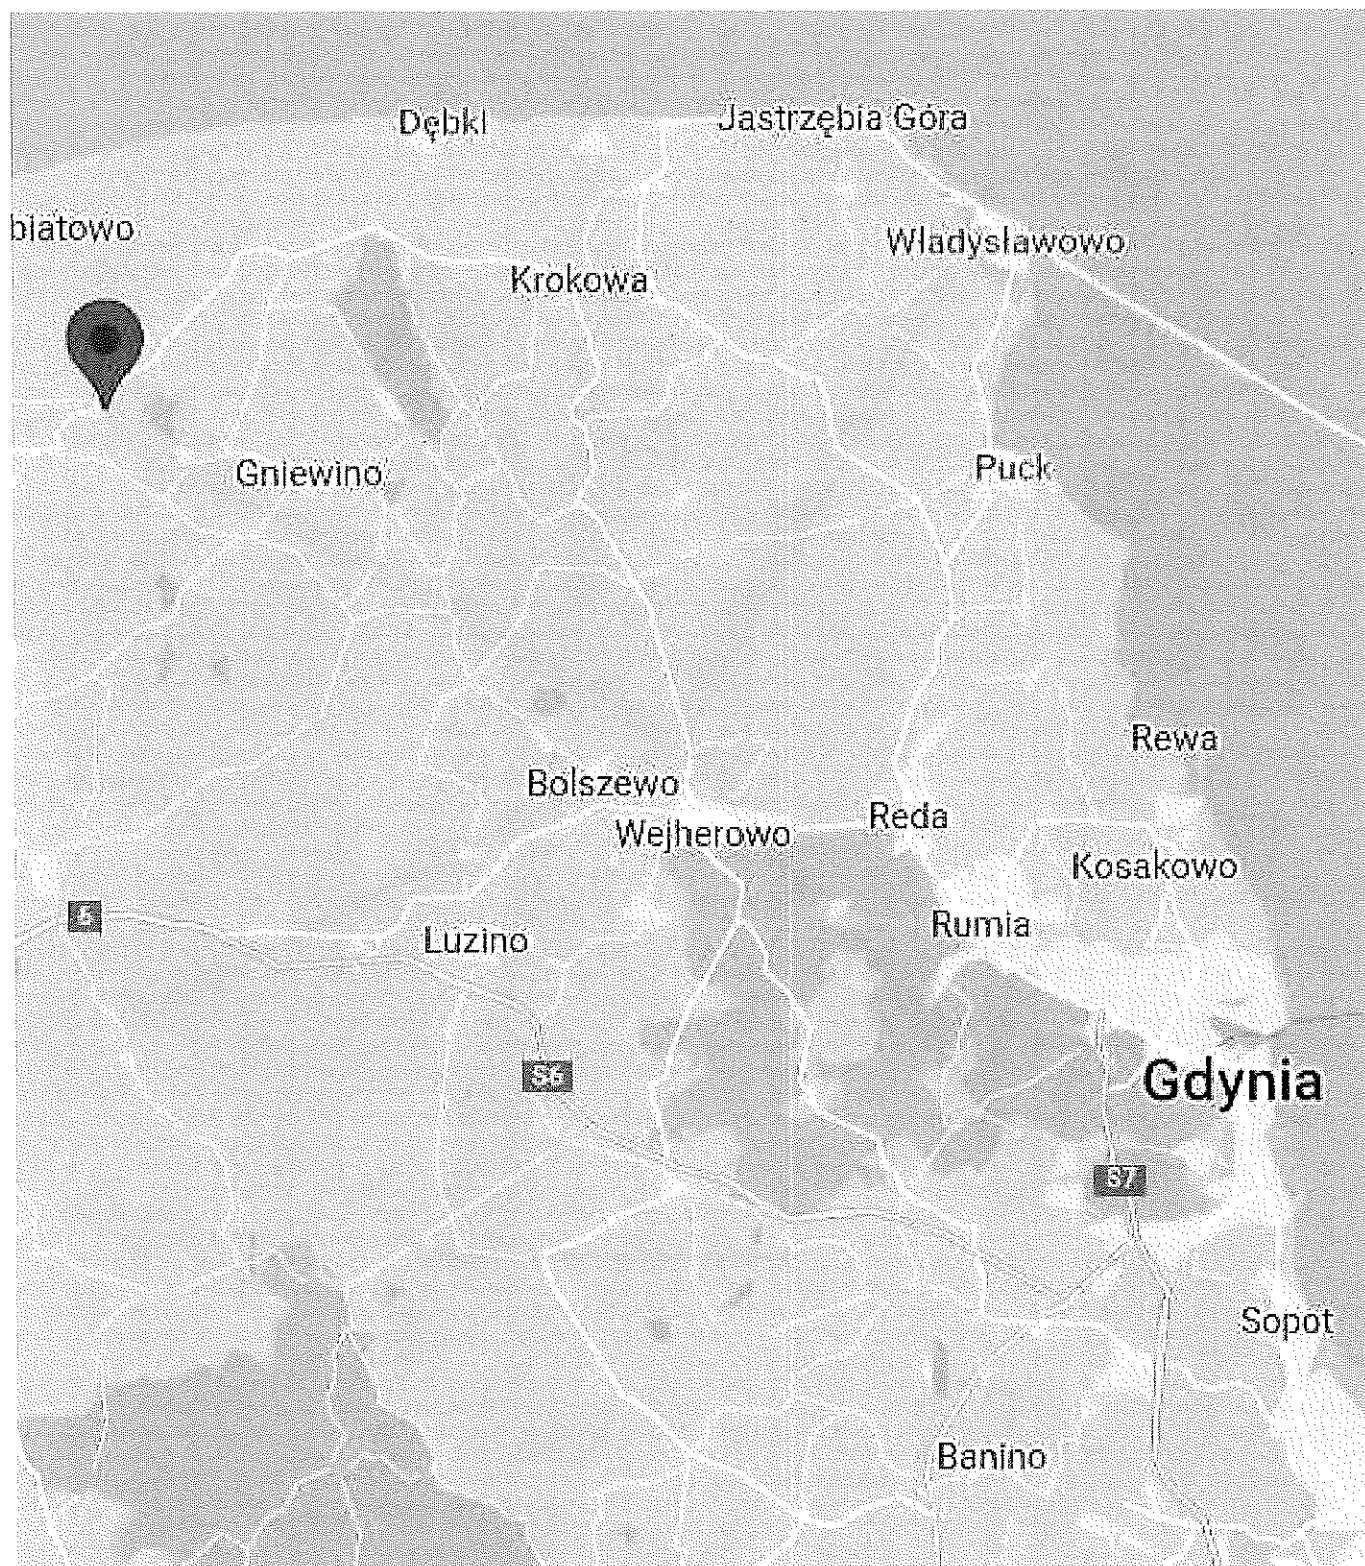 Dębki
Jastrzębia Góra
biatowo
Władysławowo
Krokowa
Gniewino
Puck
Rewa
Bolszewo
Reda
Wejherowo
Kosakowo
6
Rumia
Luzino
S6
Gdynia
S7
Sopot
Banino